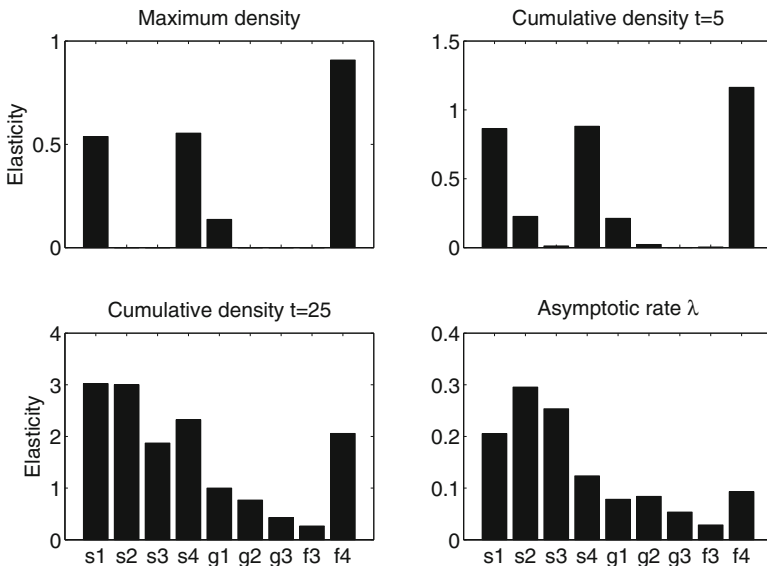 Maximum density
Cumulative density t=5
Elasticity
1
0.5
0
1.5
1
0.5
0
Cumulative density t=25
Asymptotic rate λ
Elasticity
4
3
2
1
0
0.4
0.3
0.2
0.1
0
s1 s2 s3 s4 g1 g2 g3 f3 f4
s1 s2 s3 s4 g1 g2 g3 f3 f4